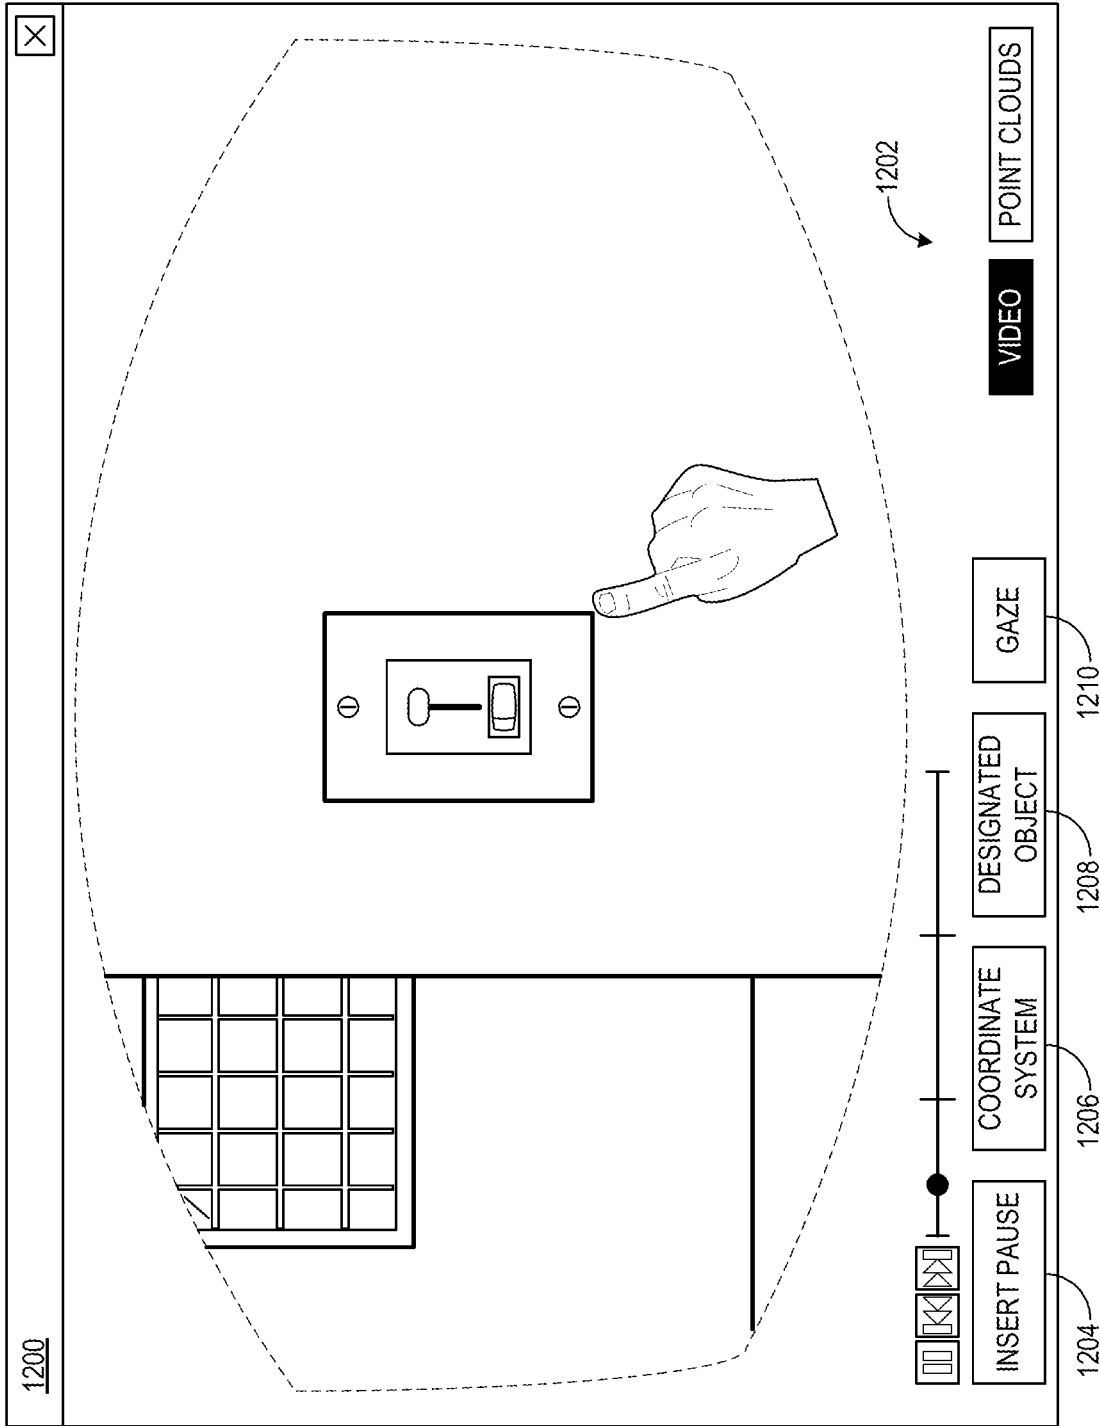 1200
1202
VIDEO
POINT CLOUDS
INSERT PAUSE
COORDINATE
SYSTEM
DESIGNATED
OBJECT
GAZE
1204
1206
1208
1210